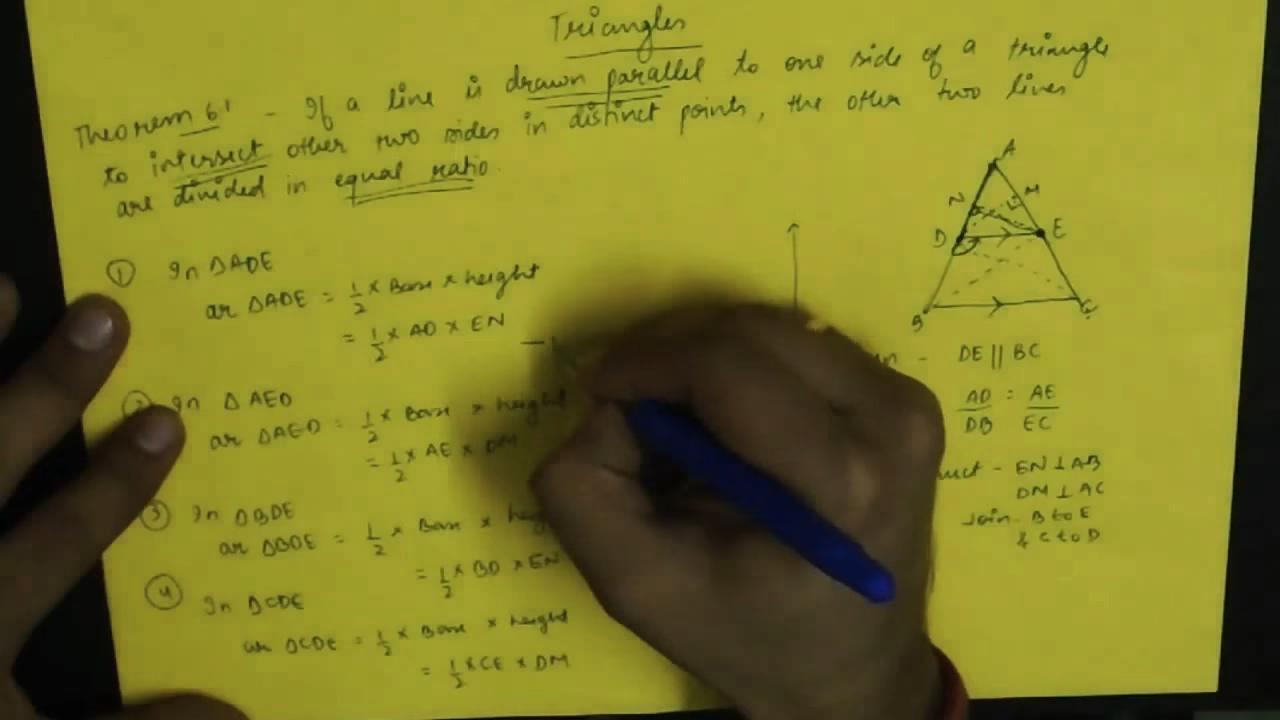 Triangles
Theorem 6.1 - If a line is drawn parallel to one side of a triangle
to intersect other two sides in distinct points, the other two lives
are divided in equal ratio.
A
N
M
D
E
B
C
① In ΔADE
ar ΔADE = 1/2 × Base × height
= 1/2 × AD × EN
In Δ AED
ar ΔAED = 1/2 × Base × height
= 1/2 × AE × DM
③ In ΔBDE
ar ΔBDE = 1/2 × Base ×
= 1/2 × BD × EN
④ In ΔCDE
ar ΔCDE = 1/2 × Base × height
= 1/2 × CE × DM
- DE || BC
AD/DB = AE/EC
- EN ⊥ AB
DM ⊥ AC
Join - B to E
& C to D